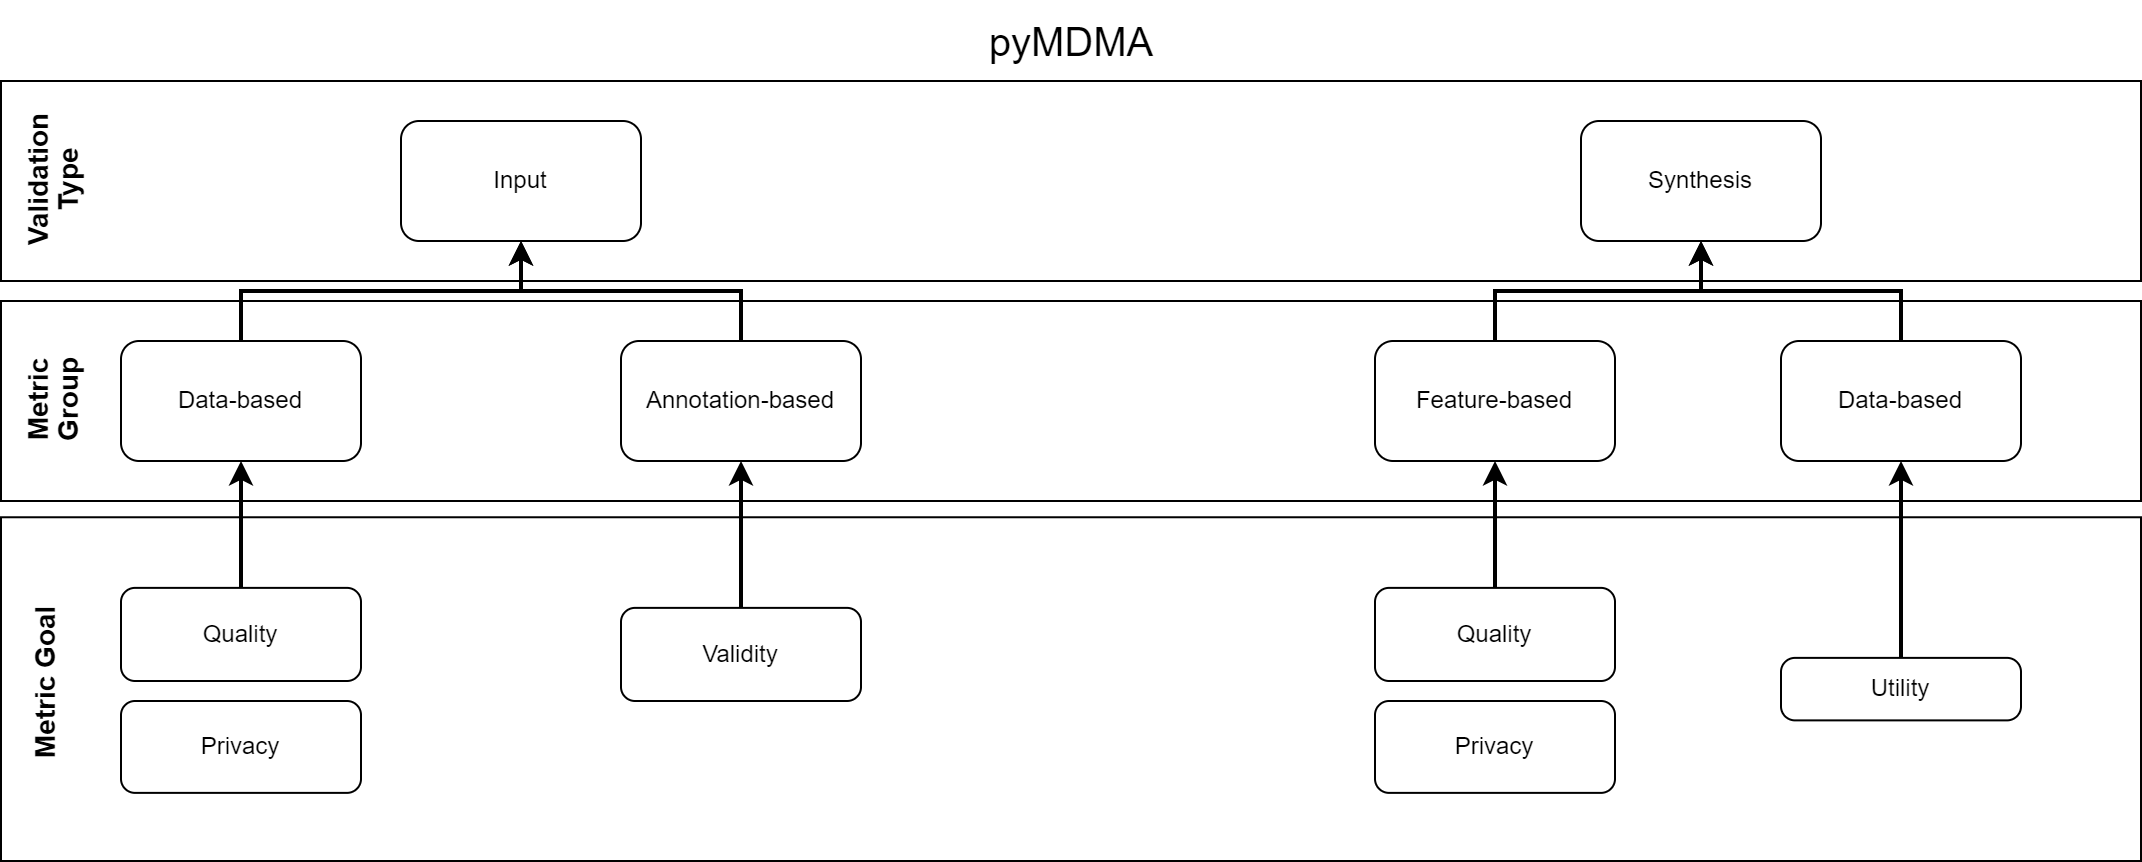 pyMDMA
Validation
Type
Input
Synthesis
Metric
Group
Data-based
Annotation-based
Feature-based
Data-based
Metric Goal
Quality
Validity
Quality
Utility
Privacy
Privacy